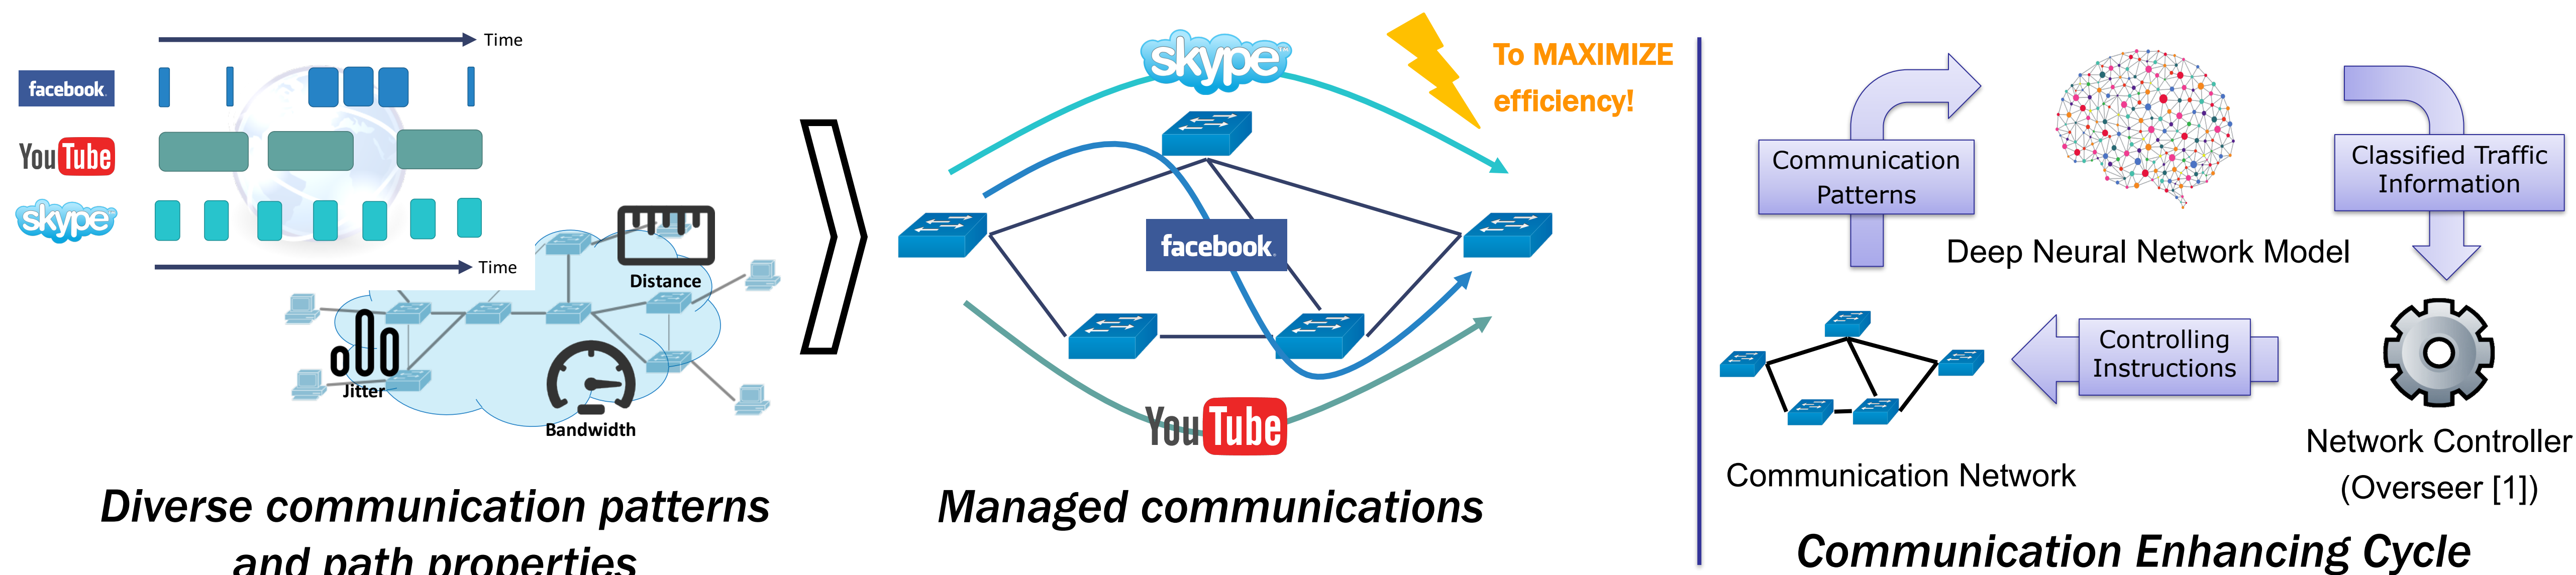 Time
facebook
YouTube
skype
Time
Distance
Jitter
Bandwidth
Diverse communication patterns
and path properties
skype
To MAXIMIZE
efficiency!
facebook
YouTube
Managed communications
Communication
Patterns
Deep Neural Network Model
Classified Traffic
Information
Controlling
Instructions
Communication Network
Network Controller
(Overseer [1])
Communication Enhancing Cycle